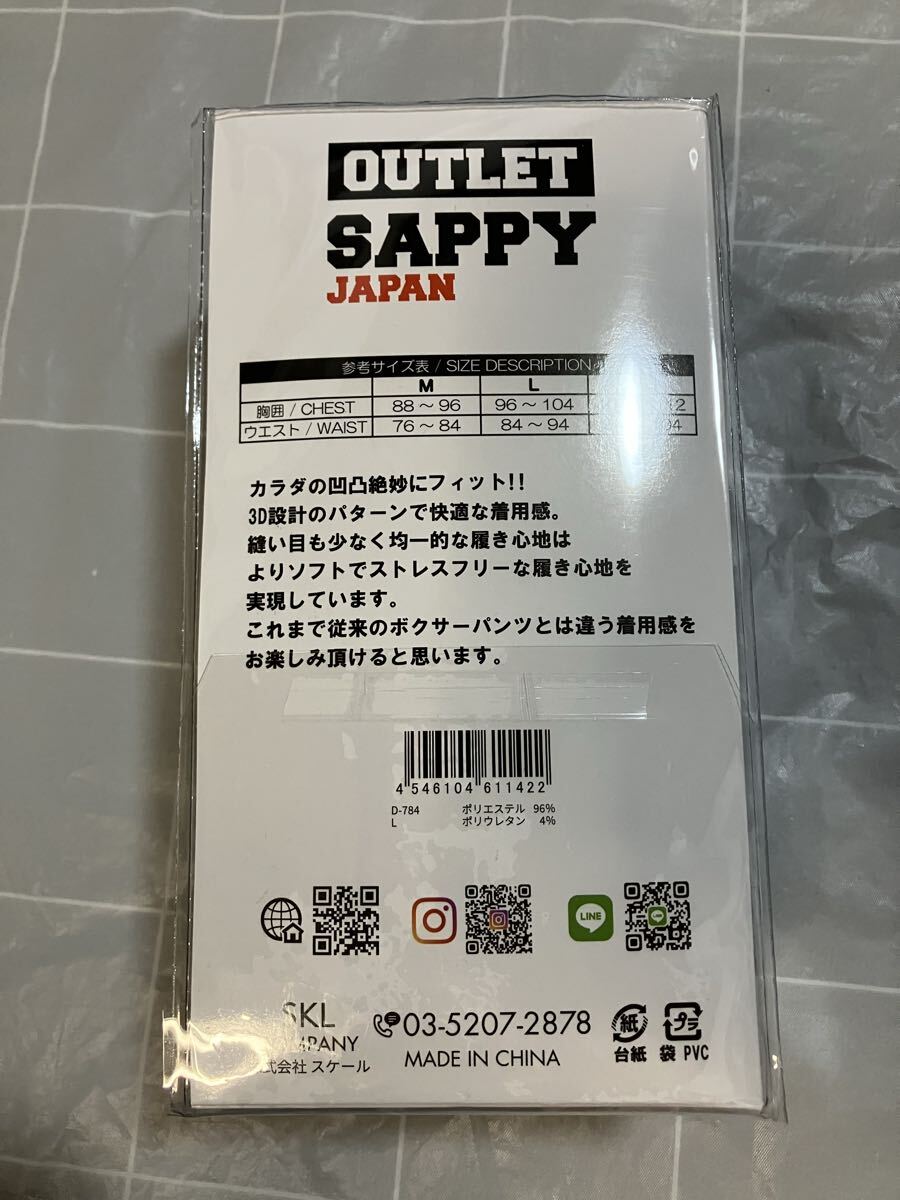 OUTLET
SAPPY
JAPAN
参考サイズ表 / SIZE DESCRIPTION
M L
胸囲 / CHEST 88～96 96～104
ウエスト / WAIST 76～84 84～94
カラダの凹凸絶妙にフィット!!
3D設計のパターンで快適な着用感。
縫い目も少なく均一的な履き心地は
よりソフトでストレスフリーな履き心地を
実現しています。
これまで従来のボクサーパンツとは違う着用感を
お楽しみ頂けると思います。
4 546104 611422
D-784 ポリエステル 96%
L ポリウレタン 4%
LINE
SKL
03-5207-2878
MADE IN CHINA
スケール
紙 プラ
台紙 袋 PVC